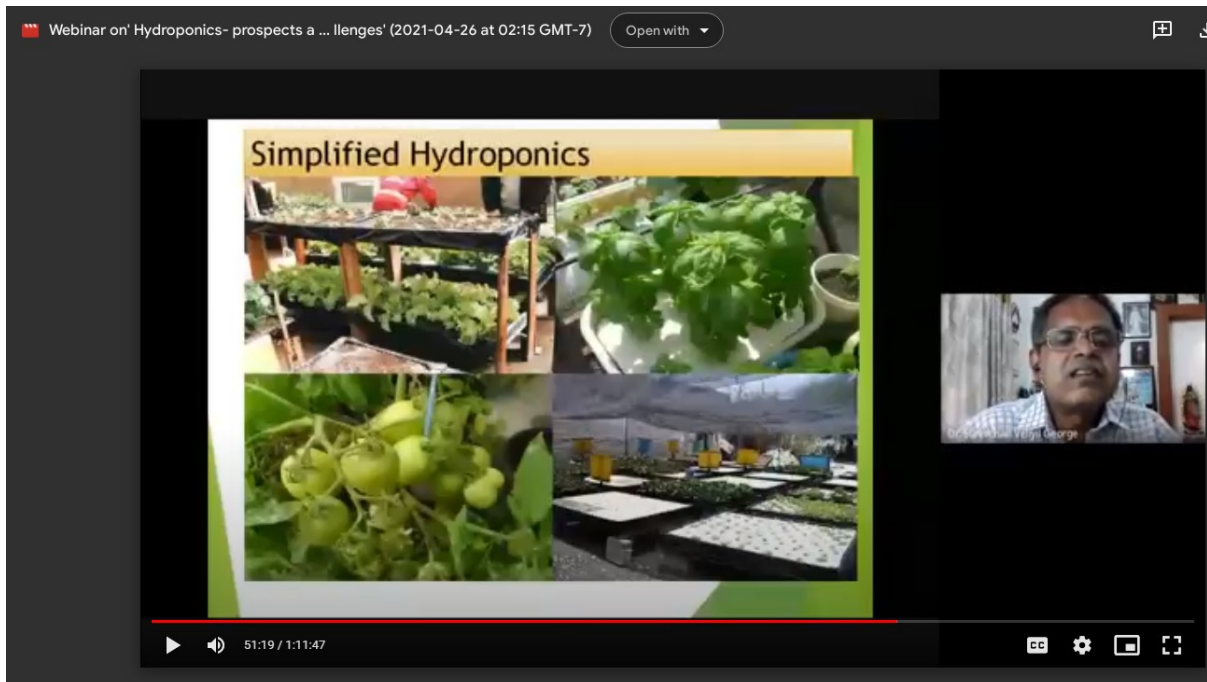 Webinar on' Hydroponics- prospects a ... llenges' (2021-04-26 at 02:15 GMT-7)
Open with
Simplified Hydroponics
George
51:19 / 1:11:47
CC